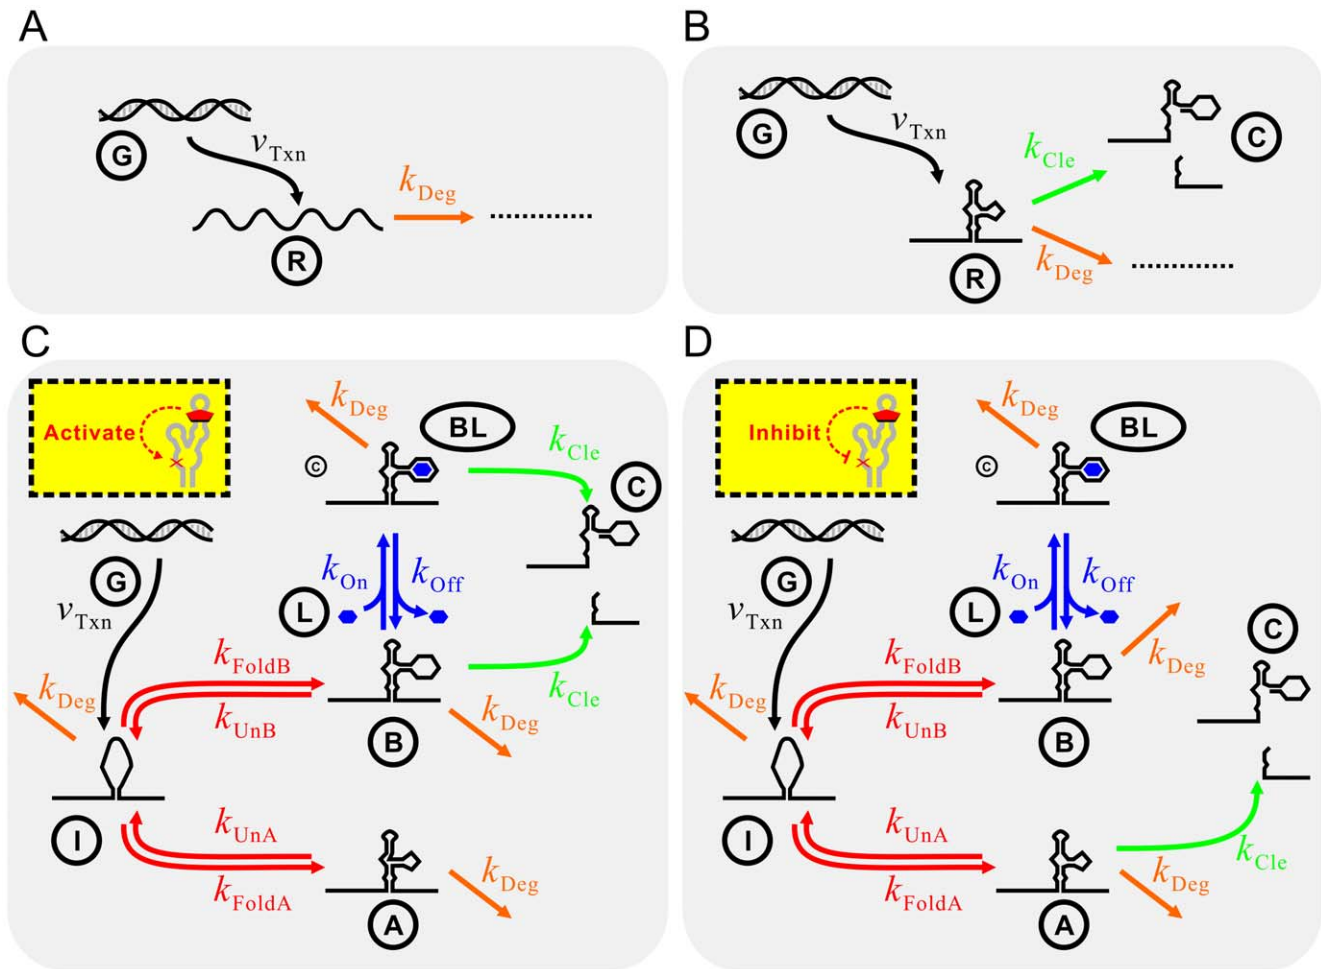 A
G
v_Txn
k_Deg
R
B
G
v_Txn
k_Cle
C
R
k_Deg
C
Activate
k_Deg
BL
k_Cle
C
C
G
v_Txn
k_On
k_Off
L
k_FoldB
k_Cle
k_Deg
k_UnB
B
k_Deg
I
k_UnA
k_FoldA
A
k_Deg
D
Inhibit
k_Deg
BL
C
G
v_Txn
k_On
k_Off
L
C
k_FoldB
k_Deg
k_Deg
k_UnB
B
I
k_UnA
k_FoldA
k_Cle
k_Deg
A